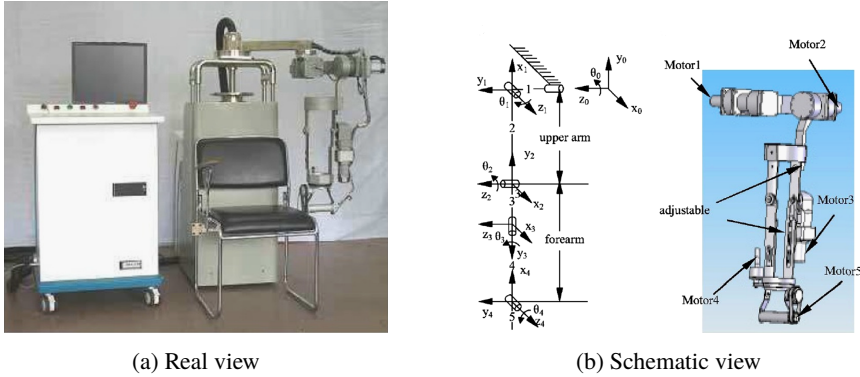 Motor2
Motor1
y0
θ0
z0
x0
x1
y1
1
θ1
z1
2
upper arm
y2
θ2
z2
3
x2
adjustable
Motor3
z3
x3
θ3
y3
forearm
4
x4
Motor4
Motor5
y4
θ4
5
z4
(a) Real view
(b) Schematic view